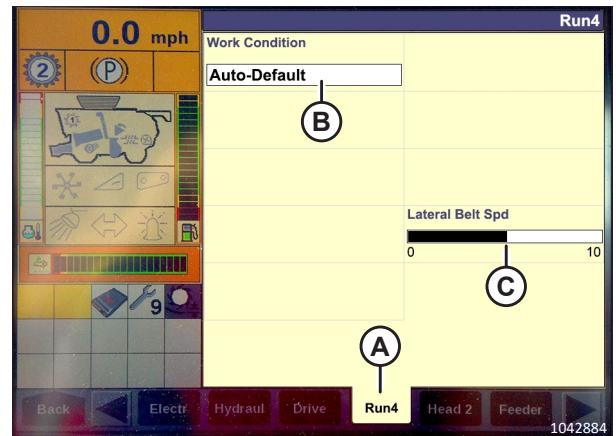 Run4
0.0 mph
Work Condition
2
P
Auto-Default
B
1
Lateral Belt Spd
0 10
C
9
A
Back Electr Hydraul Drive Run4 Head 2 Feeder
1042884